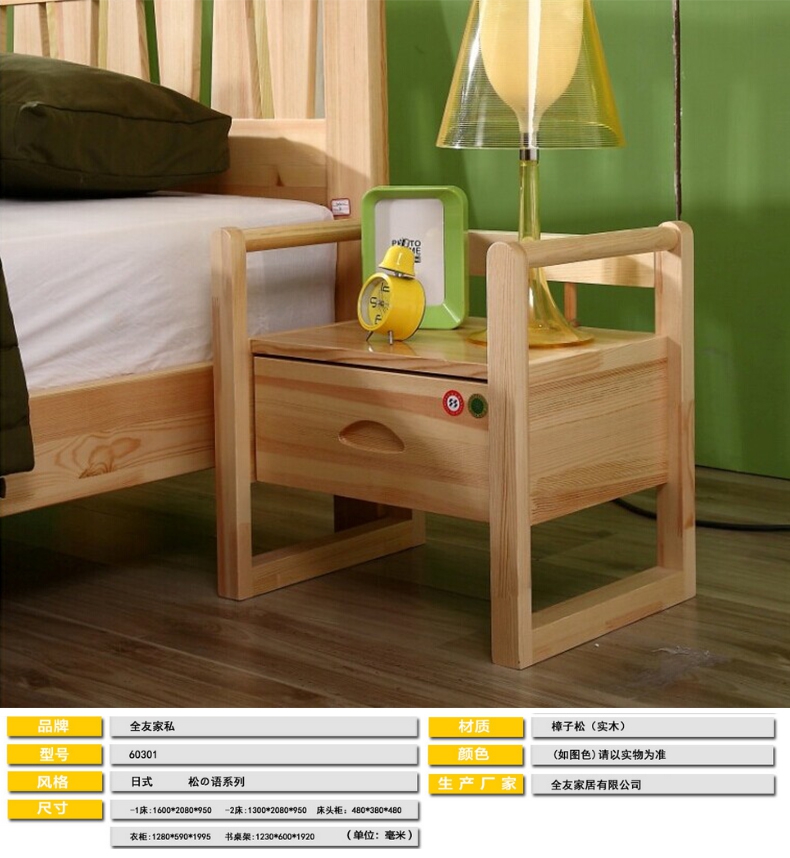 PHOTO
品牌 全友家私
型号 60301
风格 日式 松の语系列
尺寸 -1床:1600*2080*950 -2床:1300*2080*950 床头柜:480*380*480
衣柜:1280*590*1995 书桌架:1230*600*1920 (单位: 毫米)
材质 樟子松（实木）
颜色 (如图色)请以实物为准
生产厂家 全友家居有限公司